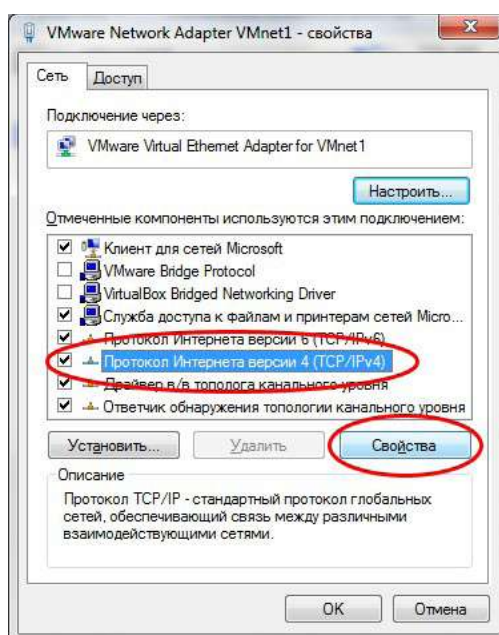 VMware Network Adapter VMnet1 - свойства
Сеть Доступ
Подключение через:
VMware Virtual Ethernet Adapter for VMnet1
Настроить...
Отмеченные компоненты используются этим подключением:
Клиент для сетей Microsoft
VMware Bridge Protocol
VirtualBox Bridged Networking Driver
Служба доступа к файлам и принтерам сетей Micro...
Протокол Интернета версии 6 (TCP/IPv6)
Протокол Интернета версии 4 (TCP/IPv4)
Драйвер в/в тополога канального уровня
Ответчик обнаружения топологии канального уровня
Установить... Удалить Свойства
Описание
Протокол TCP/IP - стандартный протокол глобальных
сетей, обеспечивающий связь между различными
взаимодействующими сетями.
OK Отмена